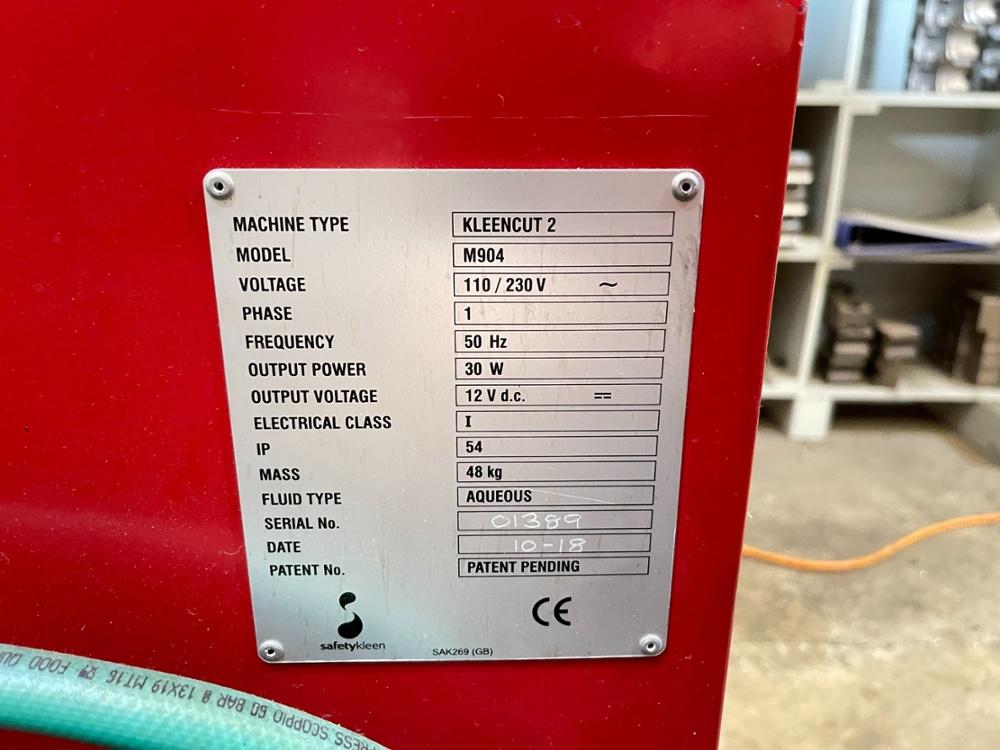 MACHINE TYPE KLEENCUT 2
MODEL M904
VOLTAGE 110 / 230 V ~
PHASE 1
FREQUENCY 50 Hz
OUTPUT POWER 30 W
OUTPUT VOLTAGE 12 V d.c. ⎓
ELECTRICAL CLASS I
IP 54
MASS 48 kg
FLUID TYPE AQUEOUS
SERIAL No. 01389
DATE 10-18
PATENT No. PATENT PENDING
CE
safetykleen
SAK269 (GB)
PRESS. SCOPPIO 60 BAR 13X19 MT16 FOOD